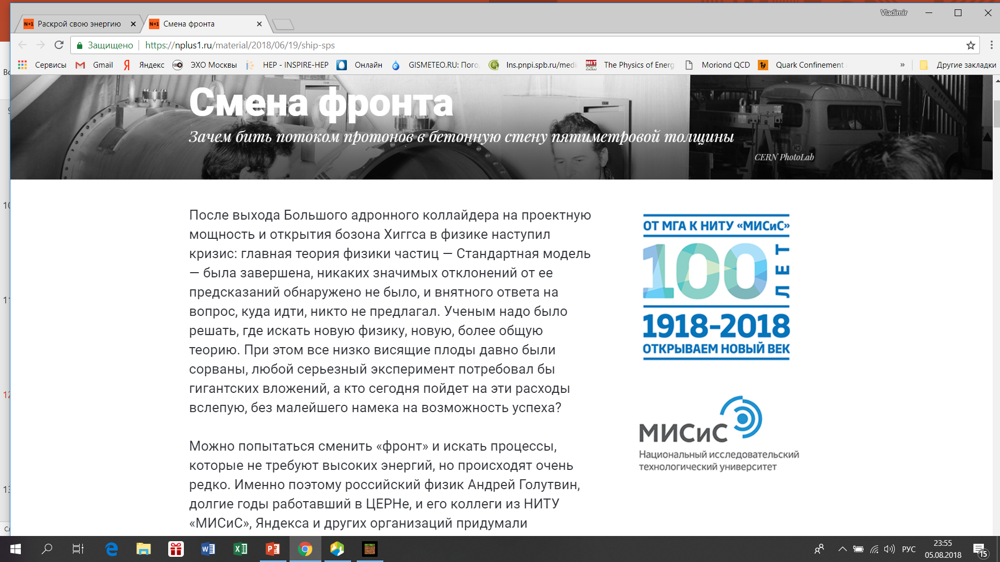 Vladimir
Раскрой свою энергию
Смена фронта
Защищено
https://nplus1.ru/material/2018/06/19/ship-sps
Сервисы
Gmail
Яндекс
ЭХО Москвы
HEP - INSPIRE-HEP
Онлайн
GISMETEO.RU: Пого
lns.pnpi.spb.ru/medi
The Physics of Energ
Moriond QCD
Quark Confinement
»
Другие закладки
Смена фронта
Зачем бить потоком протонов в бетонную стену пятиметровой толщины
CERN PhotoLab
После выхода Большого адронного коллайдера на проектную
мощность и открытия бозона Хиггса в физике наступил
кризис: главная теория физики частиц — Стандартная модель
— была завершена, никаких значимых отклонений от ее
предсказаний обнаружено не было, и внятного ответа на
вопрос, куда идти, никто не предлагал. Ученым надо было
решать, где искать новую физику, новую, более общую
теорию. При этом все низко висящие плоды давно были
сорваны, любой серьезный эксперимент потребовал бы
гигантских вложений, а кто сегодня пойдет на эти расходы
вслепую, без малейшего намека на возможность успеха?
Можно попытаться сменить «фронт» и искать процессы,
которые не требуют высоких энергий, но происходят очень
редко. Именно поэтому российский физик Андрей Голутвин,
долгие годы работавший в ЦЕРНе, и его коллеги из НИТУ
«МИСиС», Яндекса и других организаций придумали
ОТ МГА К НИТУ «МИСиС»
100
ЛЕТ
1918-2018
ОТКРЫВАЕМ НОВЫЙ ВЕК
МИСиС
Национальный исследовательский
технологический университет
10
11
12
13
РУС
23:55
05.08.2018
15